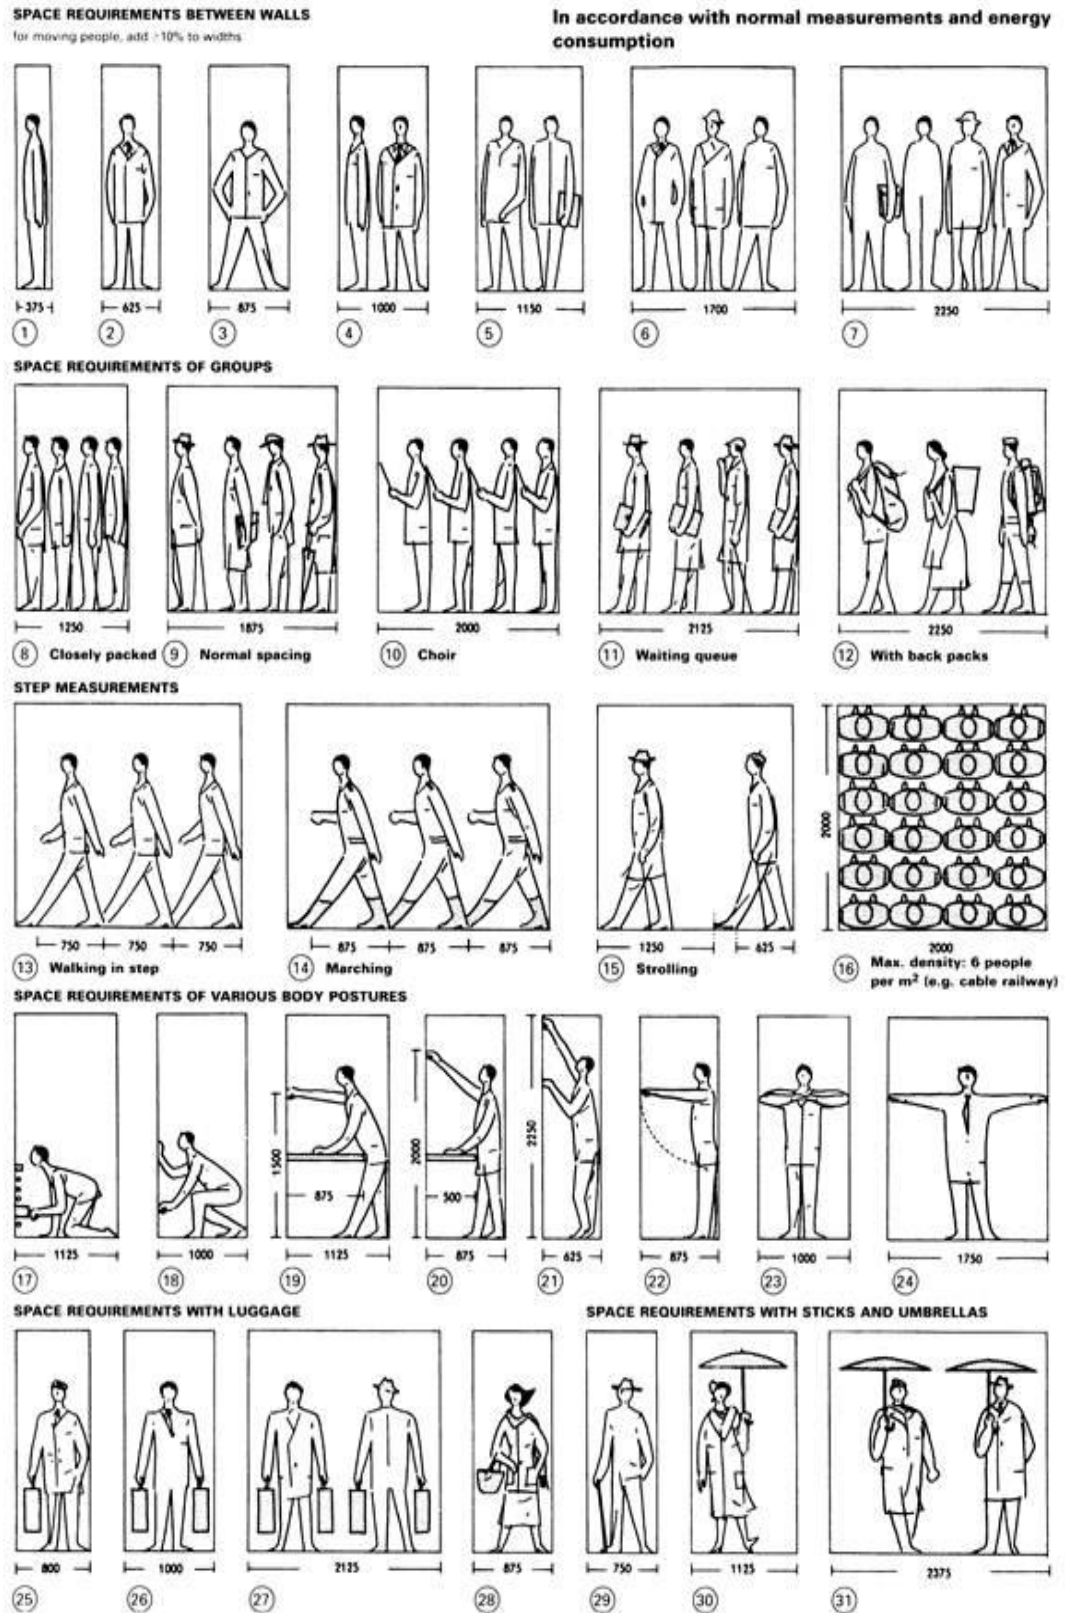 SPACE REQUIREMENTS BETWEEN WALLS
for moving people, add ≥10% to widths
In accordance with normal measurements and energy
consumption
375
625
875
1000
1150
1700
2250
1
2
3
4
5
6
7
SPACE REQUIREMENTS OF GROUPS
1250
1875
2000
2125
2250
8 Closely packed
9 Normal spacing
10 Choir
11 Waiting queue
12 With back packs
STEP MEASUREMENTS
2000
750 750 750
875 875 875
1250 625
2000
13 Walking in step
14 Marching
15 Strolling
16 Max. density: 6 people
per m² (e.g. cable railway)
SPACE REQUIREMENTS OF VARIOUS BODY POSTURES
1500
875
2000
500
2250
1125
1000
1125
875
625
875
1000
1750
17
18
19
20
21
22
23
24
SPACE REQUIREMENTS WITH LUGGAGE
SPACE REQUIREMENTS WITH STICKS AND UMBRELLAS
800
1000
2125
875
750
1125
2375
25
26
27
28
29
30
31